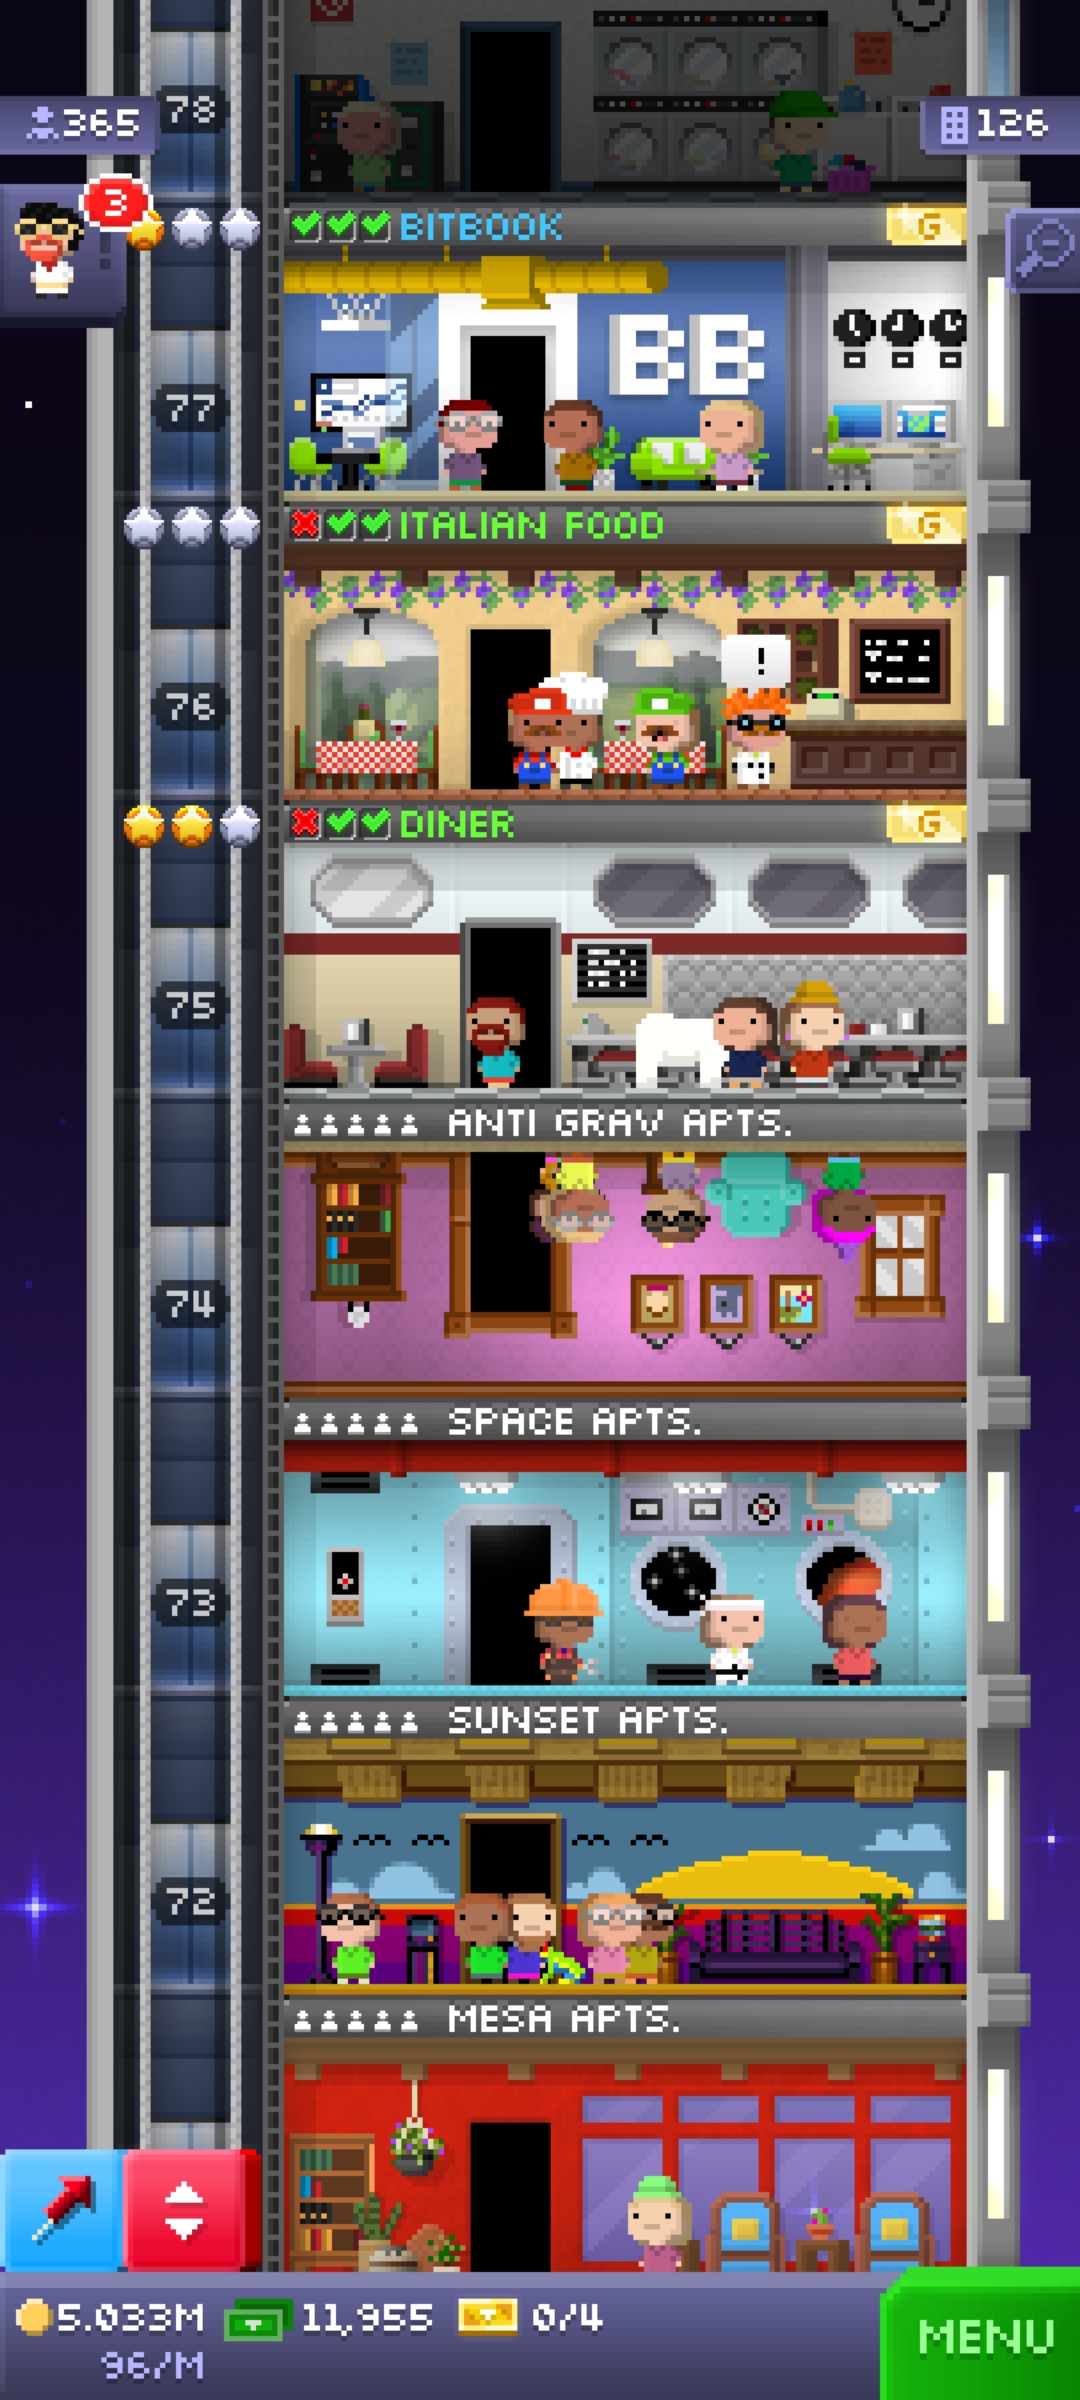 78
365
126
3
BITBOOK G
BB
77
ITALIAN FOOD G
!
76
DINER G
75
ANTI GRAV APTS.
74
SPACE APTS.
73
SUNSET APTS.
72
MESA APTS.
5.033M 11,955 0/4
96/M
MENU